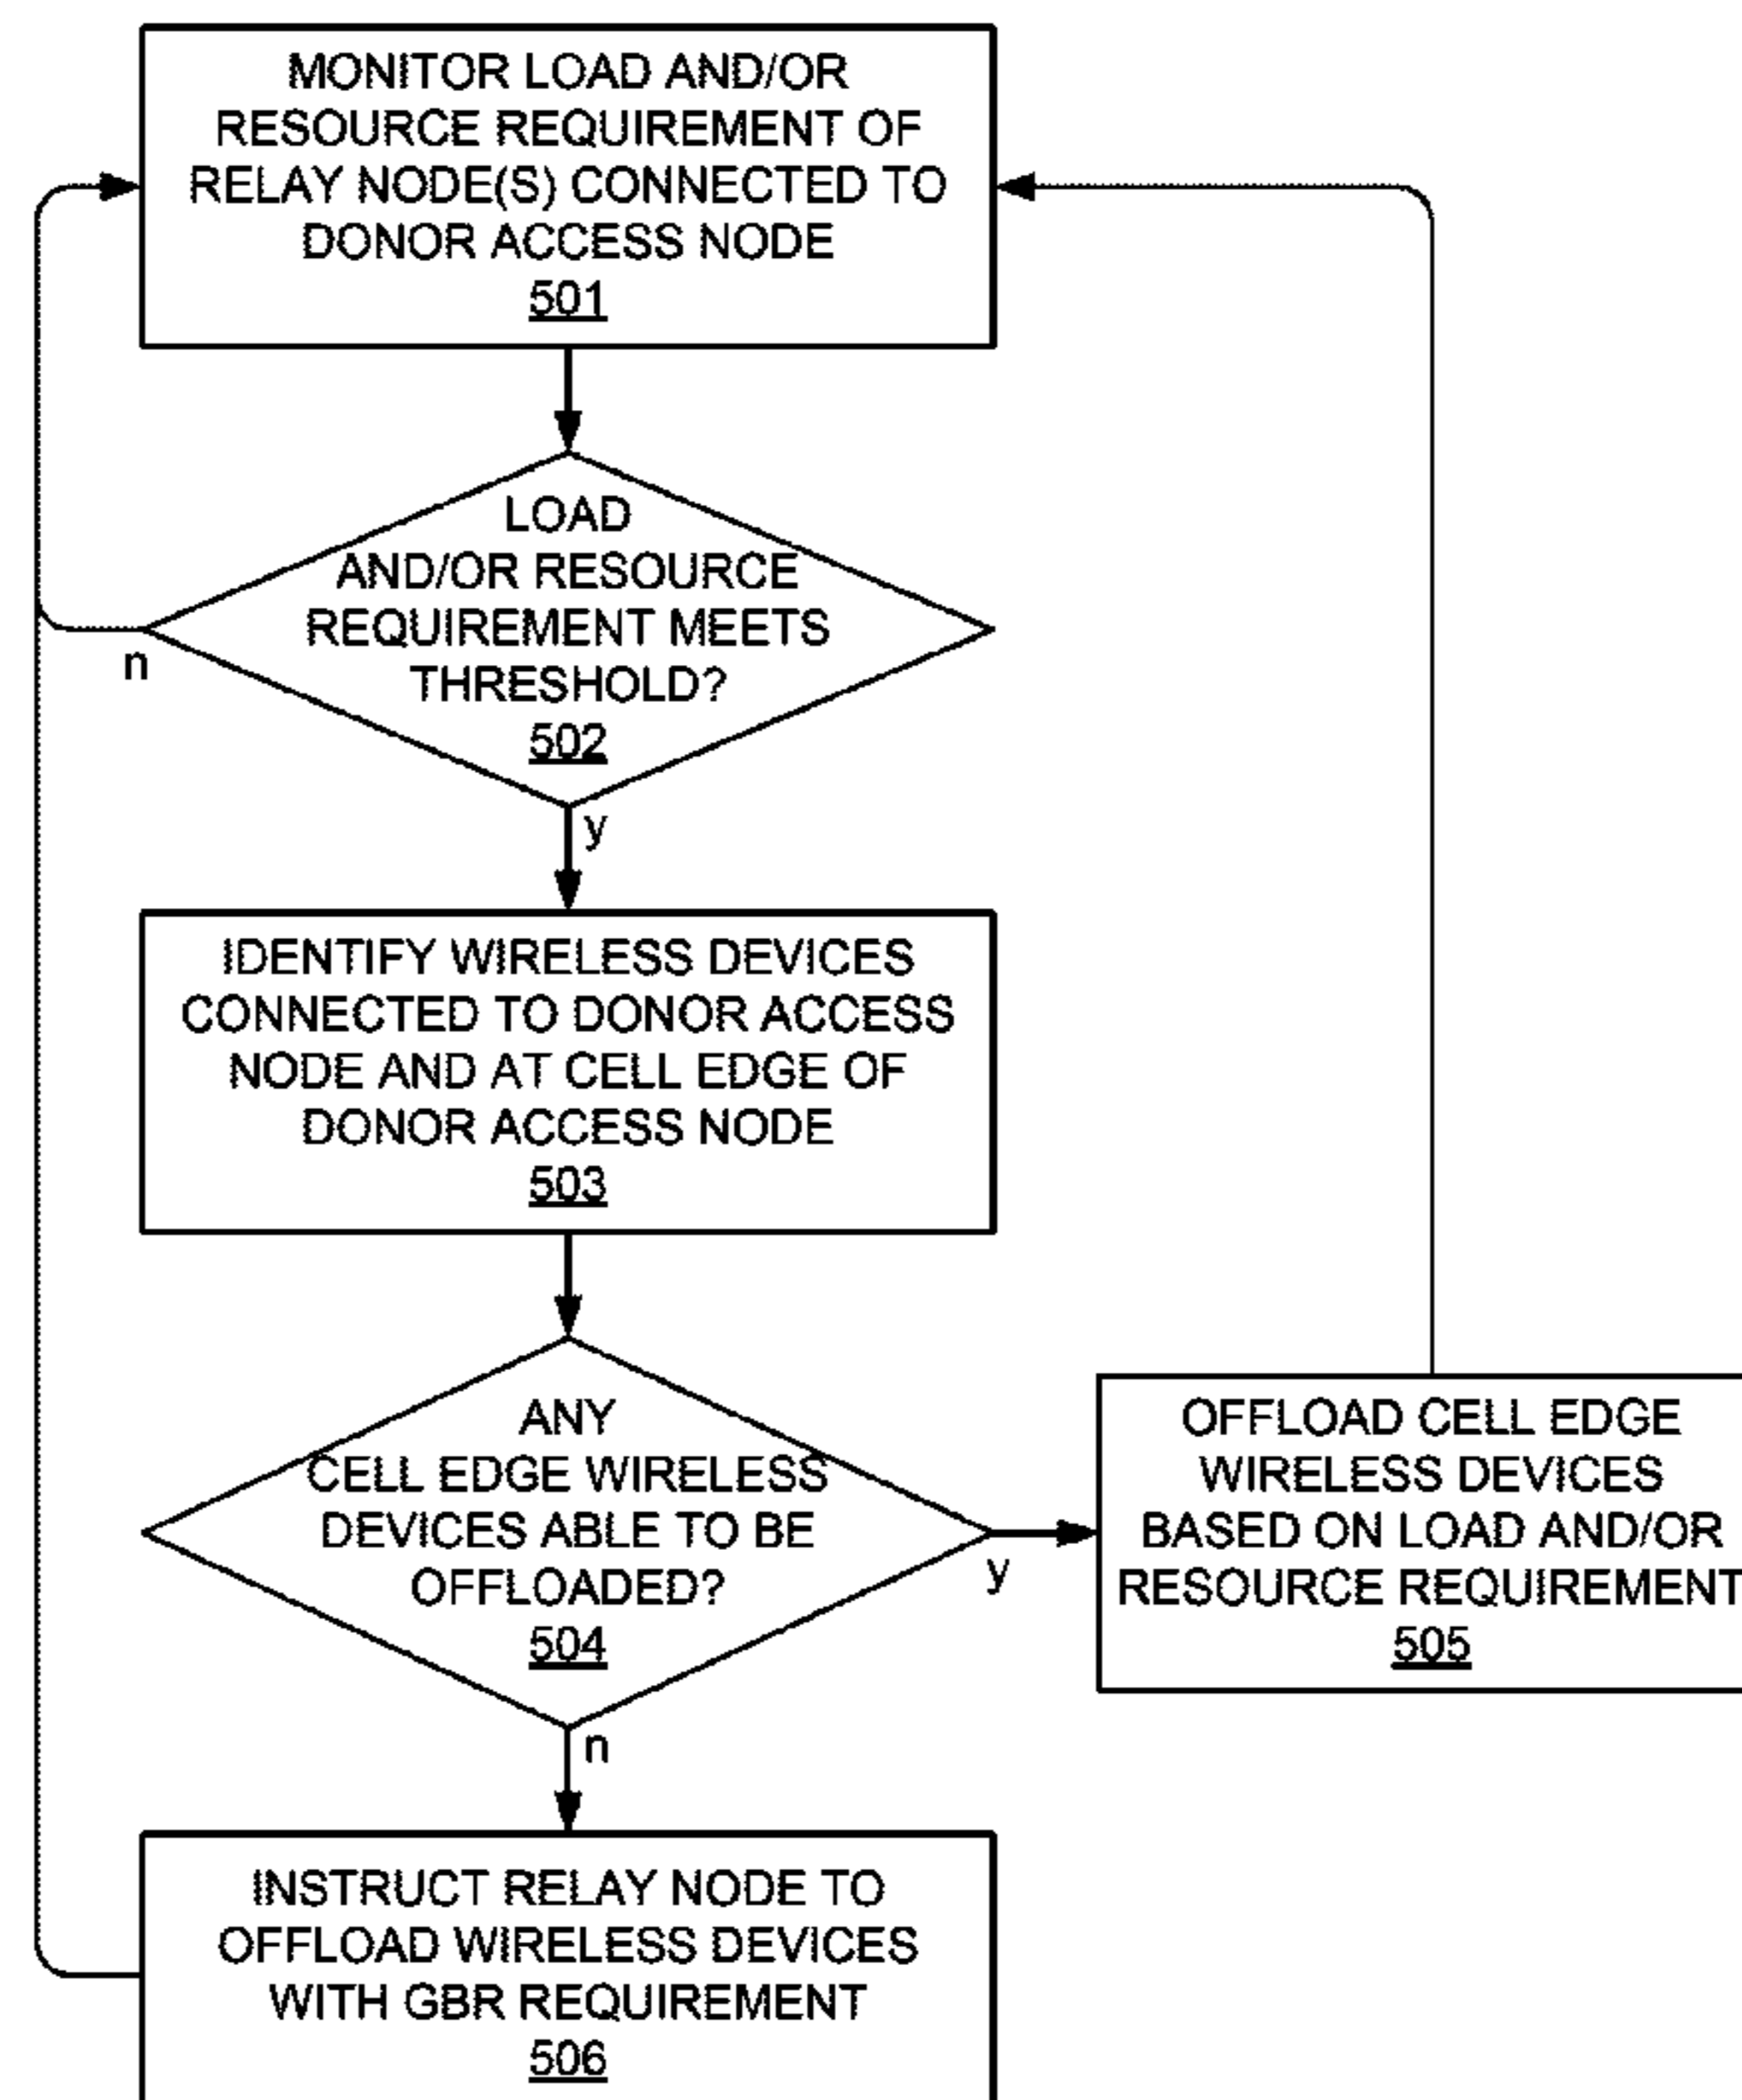 MONITOR LOAD AND/OR
RESOURCE REQUIREMENT OF
RELAY NODE(S) CONNECTED TO
DONOR ACCESS NODE
501
LOAD
AND/OR RESOURCE
REQUIREMENT MEETS
THRESHOLD?
502
n
y
IDENTIFY WIRELESS DEVICES
CONNECTED TO DONOR ACCESS
NODE AND AT CELL EDGE OF
DONOR ACCESS NODE
503
ANY
CELL EDGE WIRELESS
DEVICES ABLE TO BE
OFFLOADED?
504
y
n
OFFLOAD CELL EDGE
WIRELESS DEVICES
BASED ON LOAD AND/OR
RESOURCE REQUIREMENT
505
INSTRUCT RELAY NODE TO
OFFLOAD WIRELESS DEVICES
WITH GBR REQUIREMENT
506